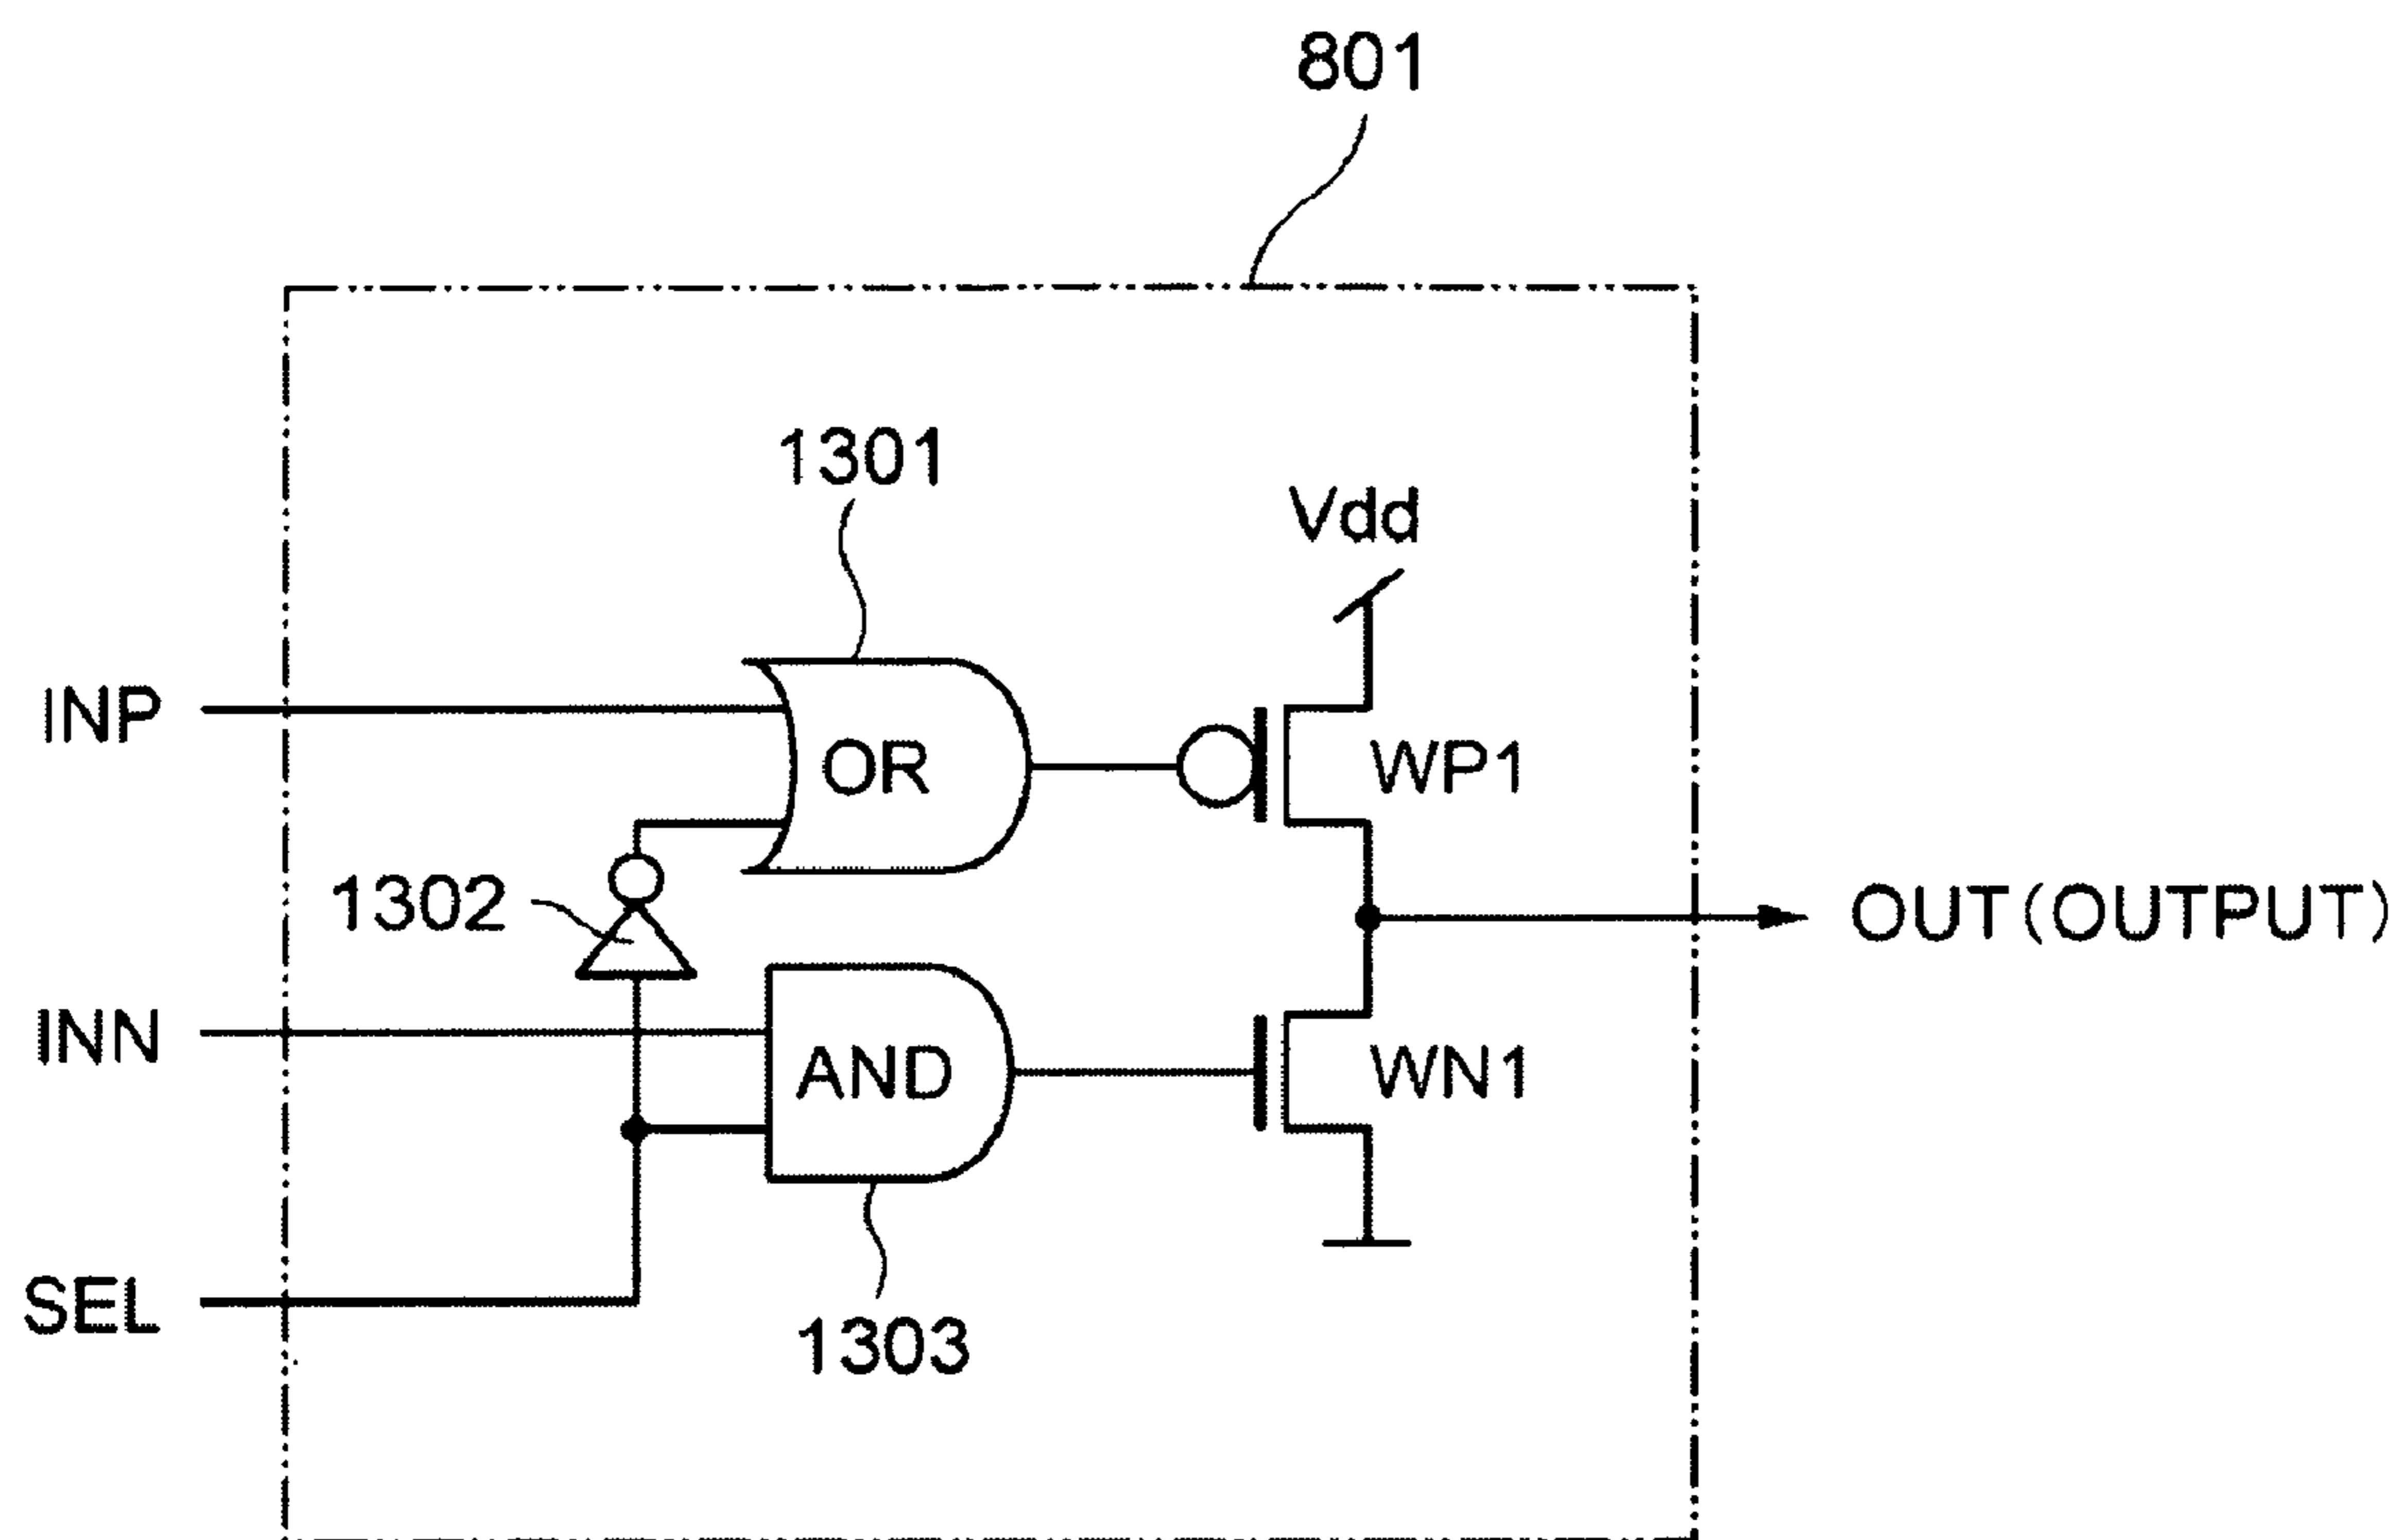 801
1301
Vdd
INP
OR
WP1
1302
OUT(OUTPUT)
INN
AND
WN1
SEL
1303